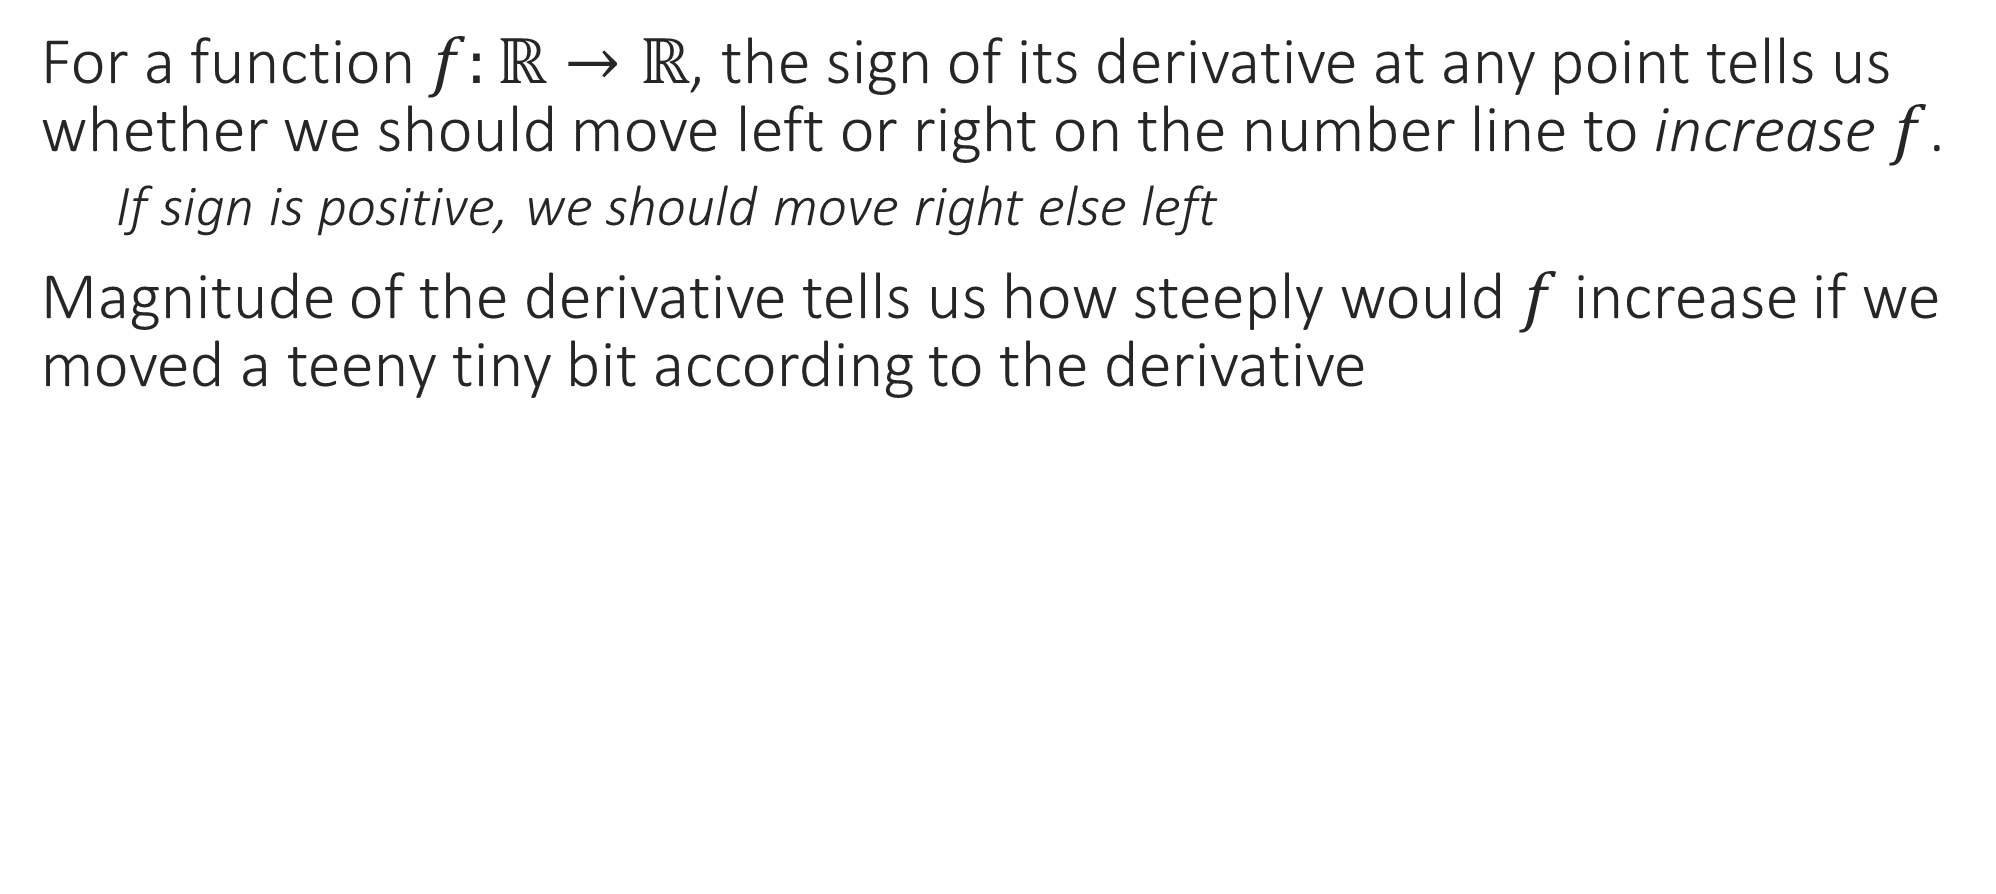 For a function 𝑓: ℝ → ℝ, the sign of its derivative at any point tells us
whether we should move left or right on the number line to increase 𝑓.
If sign is positive, we should move right else left
Magnitude of the derivative tells us how steeply would 𝑓 increase if we
moved a teeny tiny bit according to the derivative